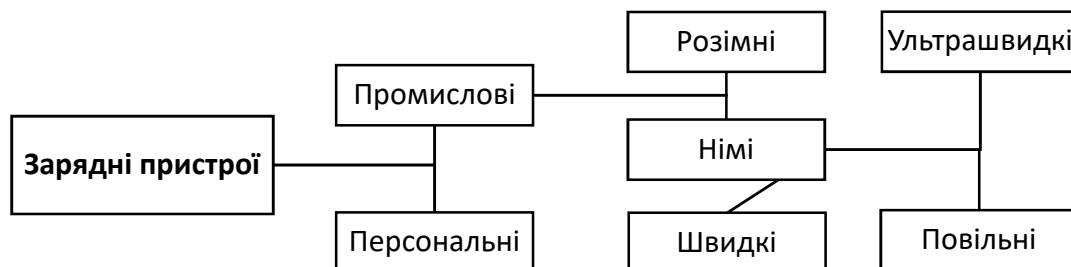 Розімні
Ультрашвидкі
Промислові
Німі
Зарядні пристрої
Персональні
Швидкі
Повільні